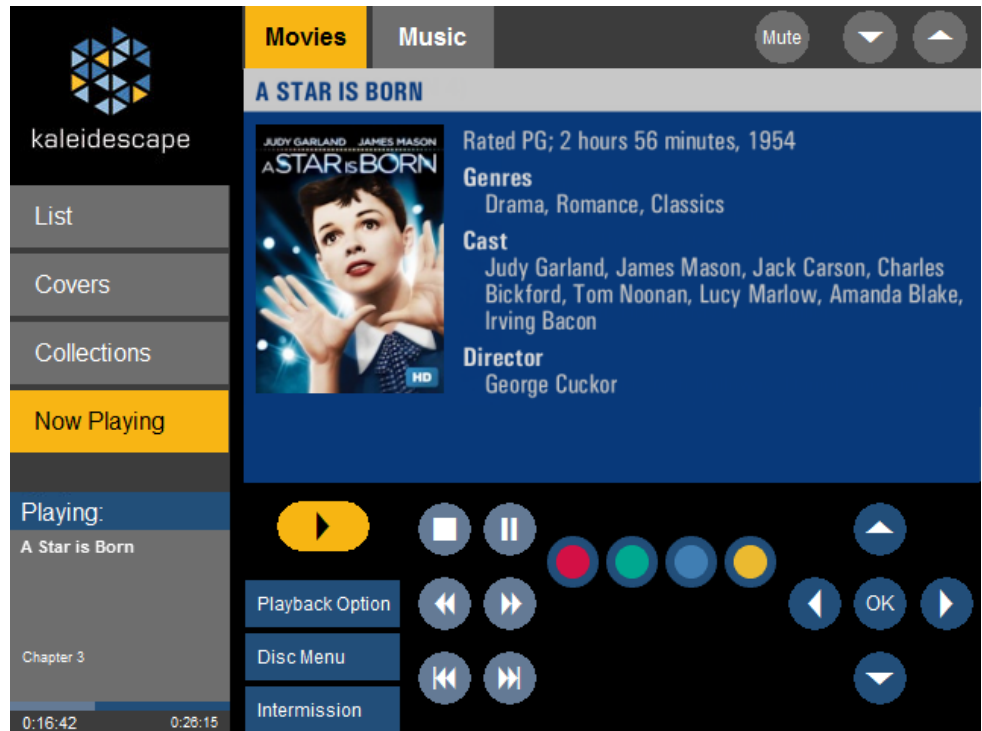 kaleidescape
Movies
Music
Mute
A STAR IS BORN
JUDY GARLAND JAMES MASON
A STAR IS BORN
HD
Rated PG; 2 hours 56 minutes, 1954
Genres
Drama, Romance, Classics
Cast
Judy Garland, James Mason, Jack Carson, Charles
Bickford, Tom Noonan, Lucy Marlow, Amanda Blake,
Irving Bacon
Director
George Cuckor
List
Covers
Collections
Now Playing
Playing:
A Star is Born
Chapter 3
0:16:42
0:26:15
Playback Option
Disc Menu
Intermission
OK